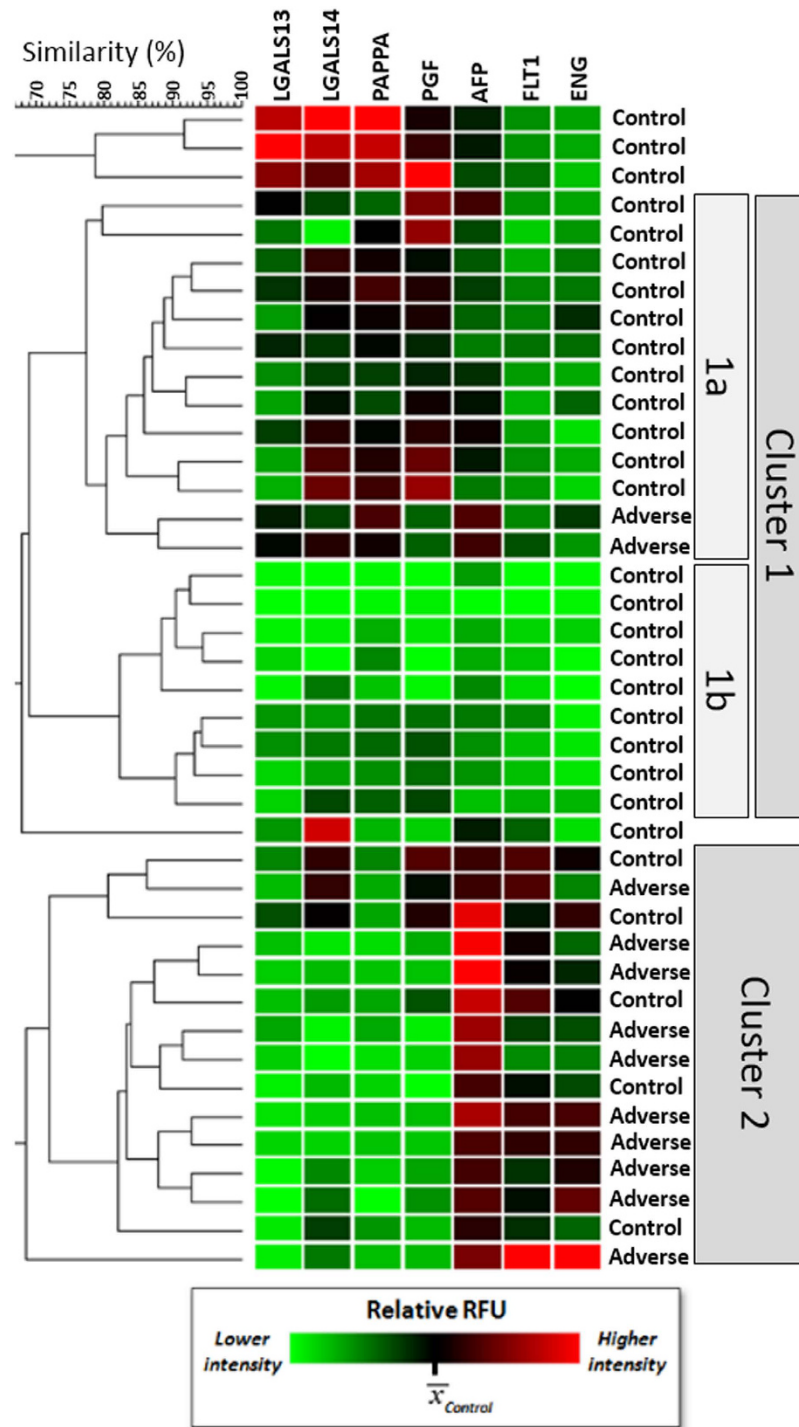 Similarity (%)
70 75 80 85 90 95 100
LGALS13 LGALS14 PAPPA PGF AFP FLT1 ENG
Control
Control
Control
Control
Control
Control
Control
Control
Control
Control
Control
Control
Control
Control
Adverse
Adverse
Control
Control
Control
Control
Control
Control
Control
Control
Control
Control
Control
Adverse
Control
Adverse
Adverse
Control
Adverse
Adverse
Control
Adverse
Adverse
Adverse
Adverse
Control
Adverse
1a
1b
Cluster 1
Cluster 2
Relative RFU
Lower intensity
Higher intensity
x̅ Control